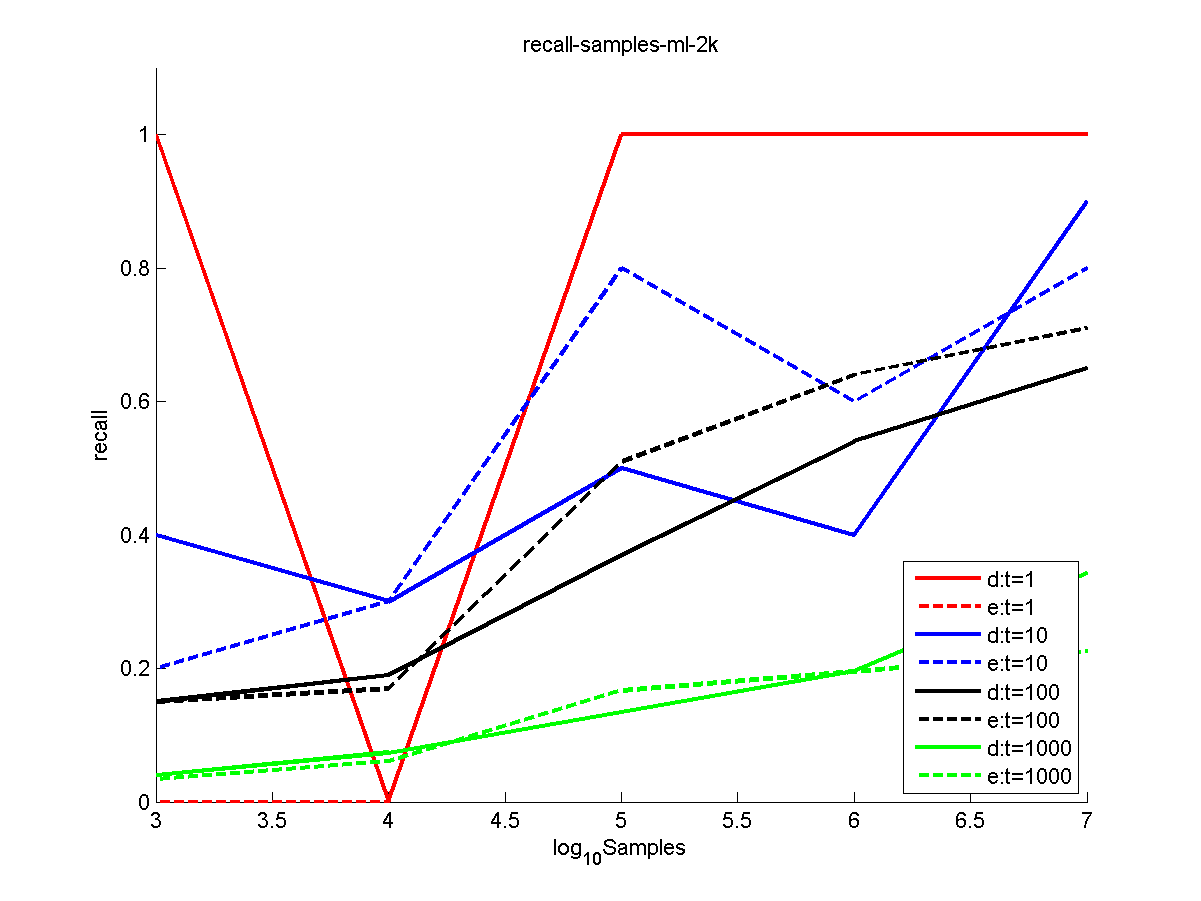 recall-samples-ml-2k
1
0.8
0.6
0.4
0.2
0
recall
3 3.5 4 4.5 5 5.5 6 6.5 7
log10Samples
d:t=1
e:t=1
d:t=10
e:t=10
d:t=100
e:t=100
d:t=1000
e:t=1000